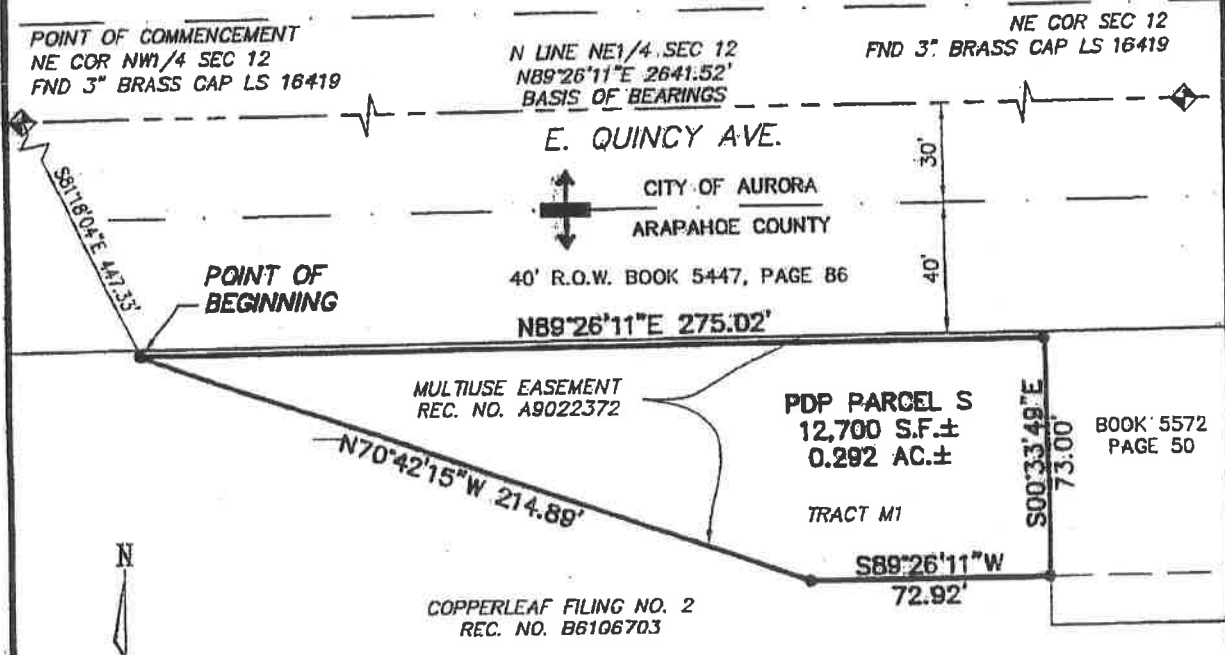 POINT OF COMMENCEMENT
NE COR NW1/4 SEC 12
FND 3" BRASS CAP LS 16419
N LINE NE1/4 SEC 12
N89°26'11"E 2641.52'
BASIS OF BEARINGS
NE COR SEC 12
FND 3" BRASS CAP LS 16419
E. QUINCY AVE.
30'
CITY OF AURORA
ARAPAHOE COUNTY
40'
S81°18'04"E 447.33'
POINT OF
BEGINNING
40' R.O.W. BOOK 5447, PAGE 86
N89°26'11"E 275.02'
MULTIUSE EASEMENT
REC. NO. A9022372
PDP PARCEL S
12,700 S.F.±
0.292 AC.±
S00°33'49"E
73.00'
BOOK 5572
PAGE 50
N70°42'15"W 214.89'
TRACT M1
S89°26'11"W
72.92'
N
COPPERLEAF FILING NO. 2
REC. NO. B6106703